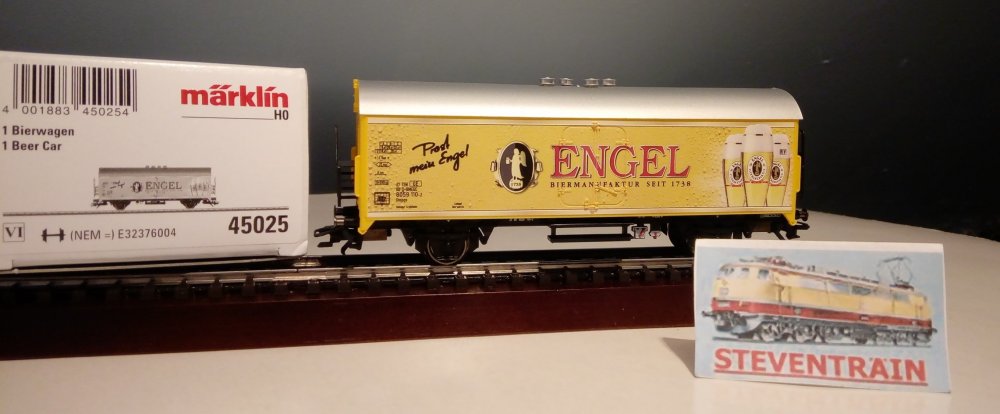 4 001883 450254
märklin
H0
1 Bierwagen
1 Beer Car
ENGEL
VI
(NEM =) E32376004
45025
Prost
mein Engel
1738
ENGEL
BIERMANUFAKTUR SEIT 1738
STEVENTRÄIN